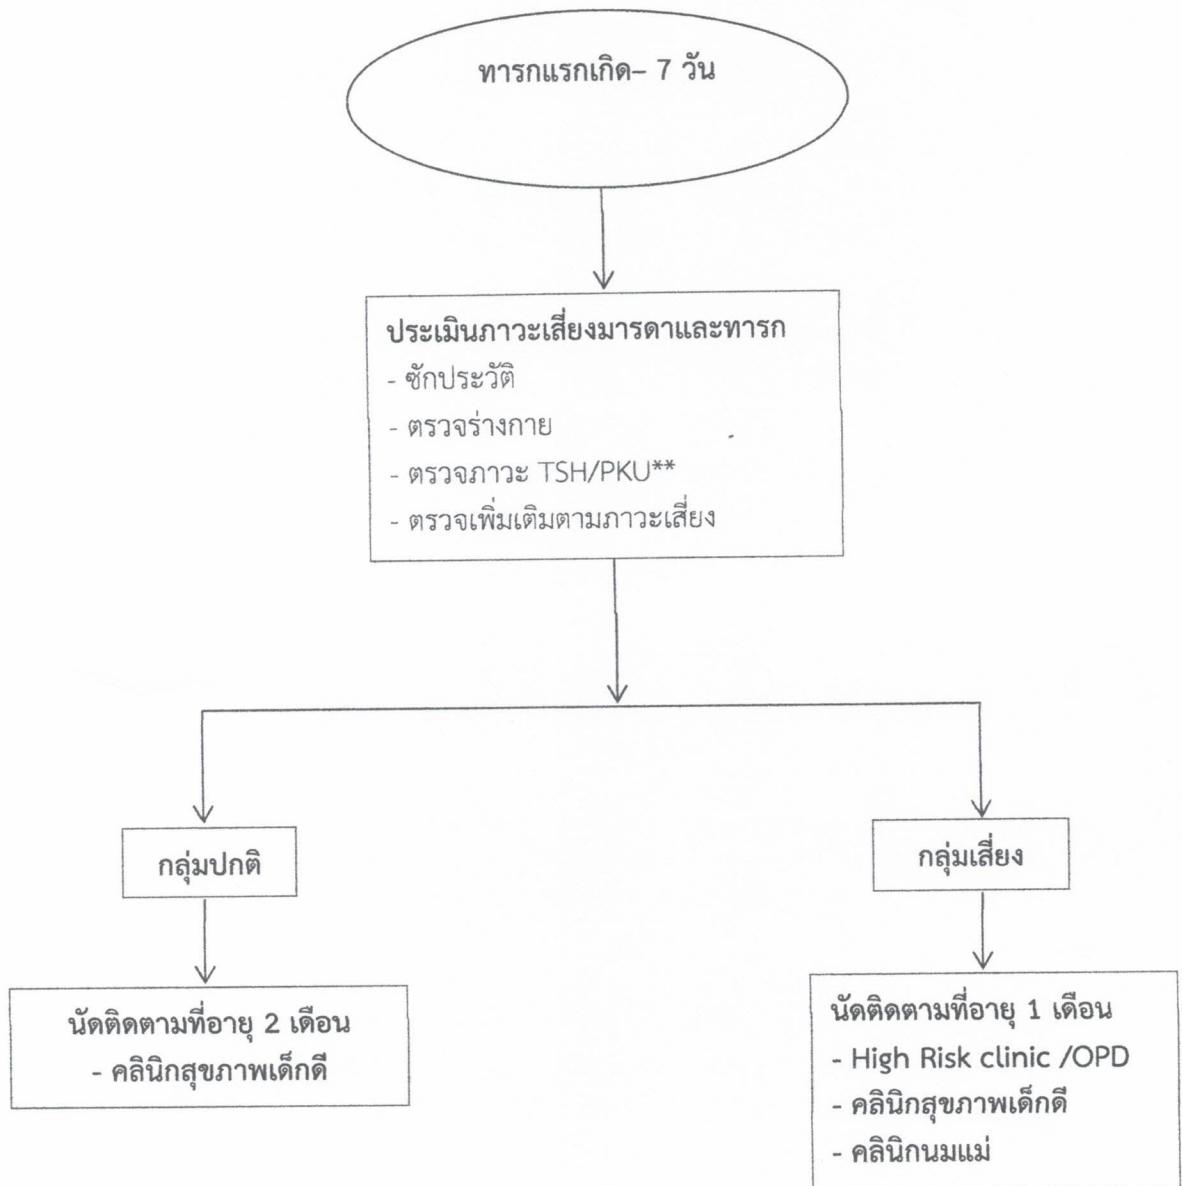 ทารกแรกเกิด– 7 วัน
ประเมินภาวะเสี่ยงมารดาและทารก
- ซักประวัติ
- ตรวจร่างกาย
- ตรวจภาวะ TSH/PKU**
- ตรวจเพิ่มเติมตามภาวะเสี่ยง
กลุ่มปกติ
กลุ่มเสี่ยง
นัดติดตามที่อายุ 2 เดือน
- คลินิกสุขภาพเด็กดี
นัดติดตามที่อายุ 1 เดือน
- High Risk clinic /OPD
- คลินิกสุขภาพเด็กดี
- คลินิกนมแม่